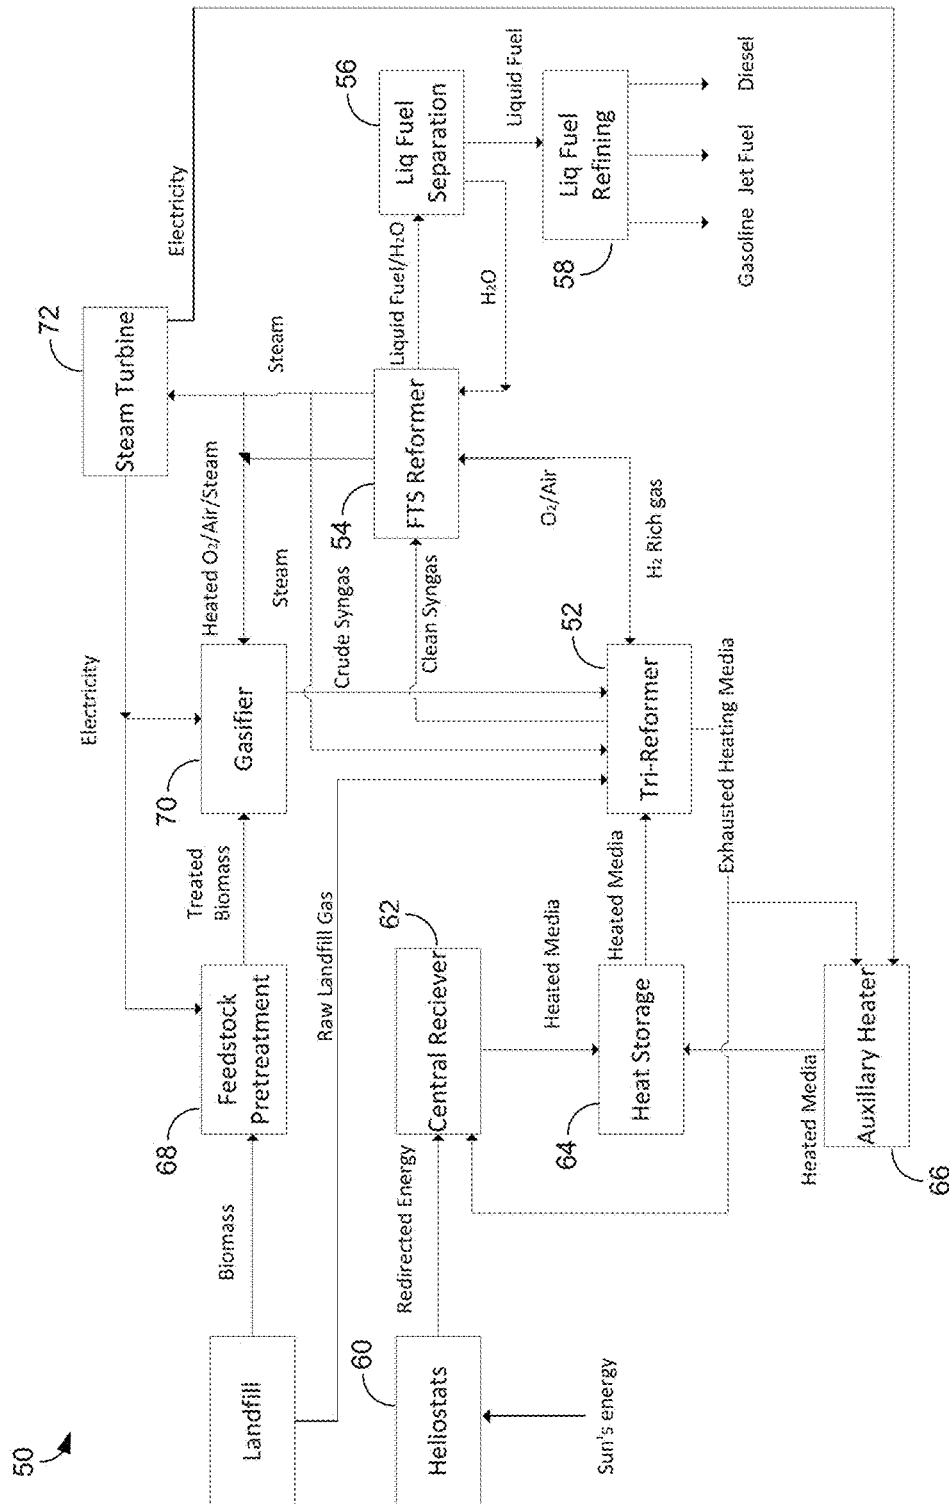 50
Landfill
Biomass
68
Feedstock
Pretreatment
Treated
Biomass
70
Gasifier
Electricity
Heated O₂/Air/Steam
Steam
72
Steam Turbine
Electricity
Steam
Raw Landfill Gas
Crude Syngas
Clean Syngas
54
FTS Reformer
Liquid Fuel/H₂O
H₂O
56
Liq Fuel
Separation
Liquid Fuel
58
Liq Fuel
Refining
Gasoline
Jet Fuel
Diesel
O₂/Air
H₂ Rich gas
52
Tri-Reformer
Exhausted Heating Media
60
Heliostats
Sun's energy
Redirected Energy
62
Central Reciever
Heated Media
64
Heat Storage
Heated Media
Heated Media
66
Auxillary Heater